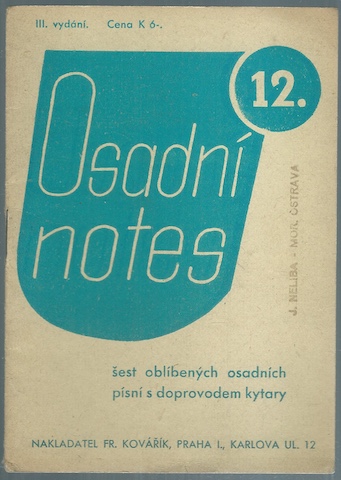 III. vydání. Cena K 6-.
12.
Osadní
notes
J. NELIBA - MOR. OSTRAVA
šest oblíbených osadních
písní s doprovodem kytary
NAKLADATEL FR. KOVÁŘÍK, PRAHA I., KARLOVA UL. 12